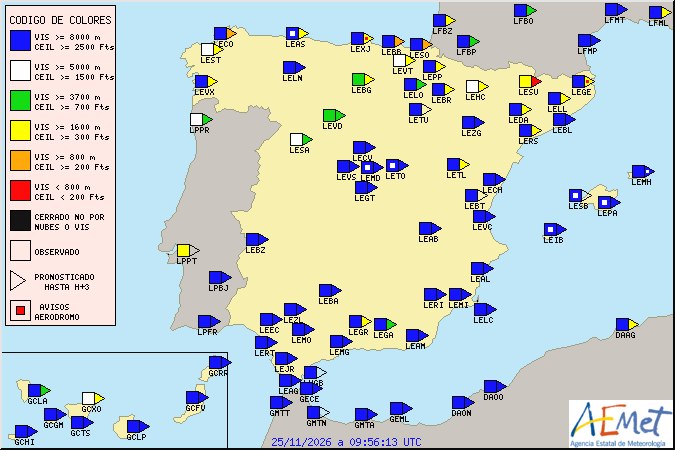 CODIGO DE COLORES
VIS >= 8000 m
CEIL >= 2500 Fts
VIS >= 5000 m
CEIL >= 1500 Fts
VIS >= 3700 m
CEIL >= 700 Fts
VIS >= 1600 m
CEIL >= 300 Fts
VIS >= 800 m
CEIL >= 200 Fts
VIS < 800 m
CEIL < 200 Fts
CERRADO NO POR
NUBES O VIS
OBSERVADO
PRONOSTICADO
HASTA H+3
AVISOS
AERODROMO
LFBO
LFMT
LFML
LFBZ
LECO
LEAS
LEXJ
LEBB
LESO
LFBP
LFMP
LEST
LEVT
LEPP
LELN
LEVX
LEBG
LELO
LEBR
LEHC
LESU
LEGE
LELL
LPPR
LEVD
LETU
LEZG
LEDA
LEBL
LERS
LESA
LECV
LEVS
LEMD
LETO
LETL
LEMH
LEGT
LECH
LEBT
LESB
LEPA
LEVC
LEIB
LEAB
LEBZ
LPPT
LEAL
LPBJ
LEBA
LERI
LEMI
LELC
LEZL
LPFR
LEEC
LEMO
LEGR
LEGA
LEAM
DAAG
LERT
LEMG
LEJR
GCRR
LEAG
GECE
DAOO
GCLA
GCXO
GCFV
GMTT
GMTN
GMTA
GEML
DAON
GCGM
GCTS
GCLP
GCHI
25/11/2026 a 09:56:13 UTC
AEMet
Agencia Estatal de Meteorología